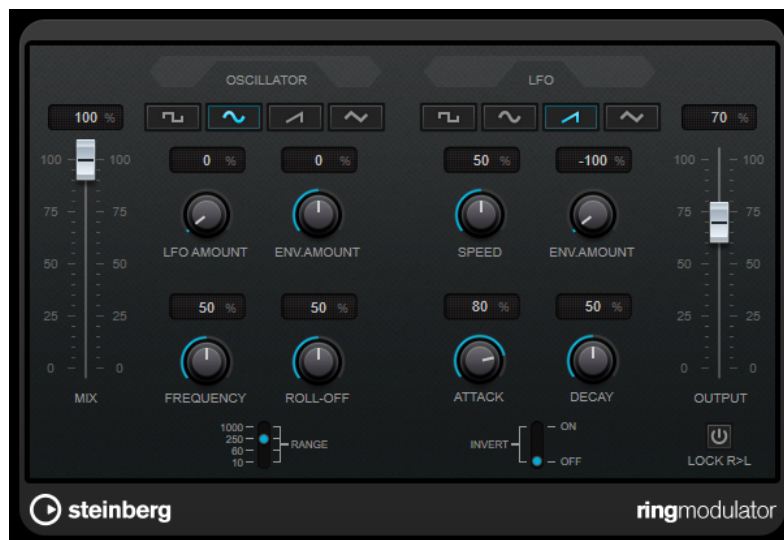 OSCILLATOR
LFO
100 %
70 %
100 100
75 75
50 50
25 25
0 0
MIX
0 %
0 %
LFO AMOUNT
ENV.AMOUNT
50 %
50 %
FREQUENCY
ROLL-OFF
1000
250
60
10
RANGE
50 %
-100 %
SPEED
ENV.AMOUNT
80 %
50 %
ATTACK
DECAY
INVERT
ON
OFF
100 100
75 75
50 50
25 25
0 0
OUTPUT
LOCK R>L
steinberg
ringmodulator